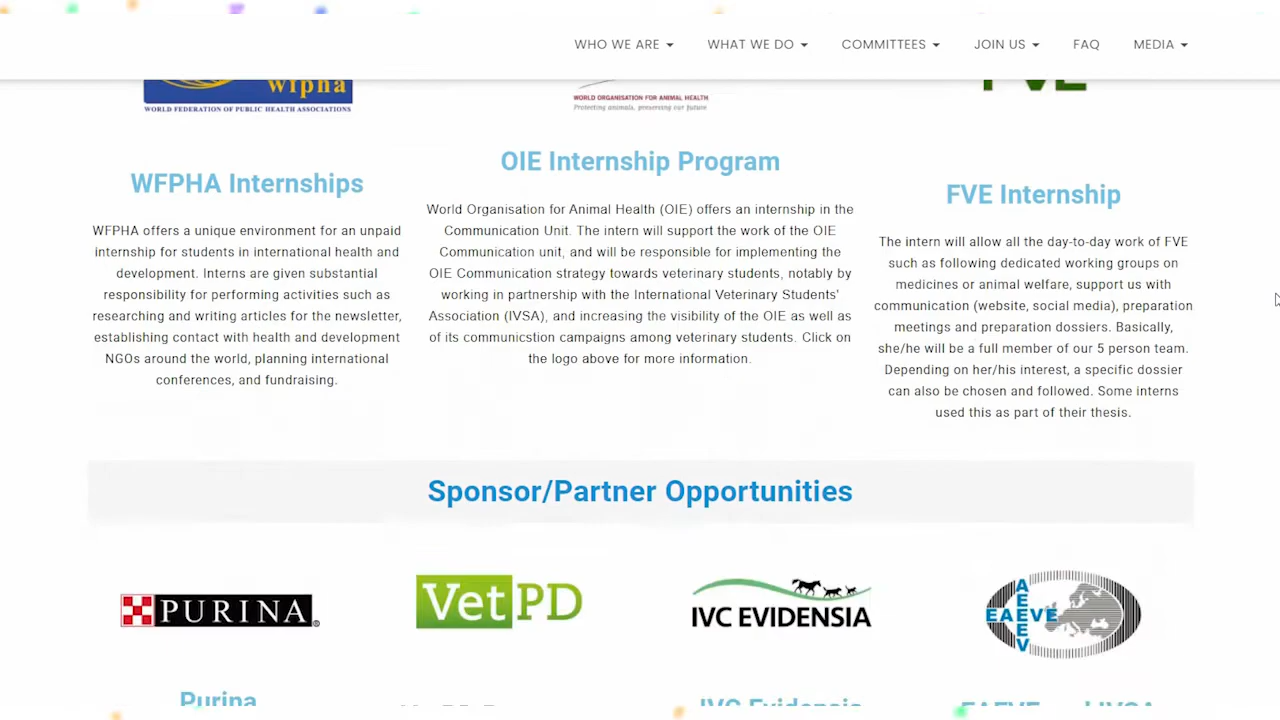 WHO WE ARE
WHAT WE DO
COMMITTEES
JOIN US
FAQ
MEDIA
wfpha
WORLD FEDERATION OF PUBLIC HEALTH ASSOCIATIONS
WORLD ORGANISATION FOR ANIMAL HEALTH
Protecting animals, preserving our future
FVE
WFPHA Internships
WFPHA offers a unique environment for an unpaid
internship for students in international health and
development. Interns are given substantial
responsibility for performing activities such as
researching and writing articles for the newsletter,
establishing contact with health and development
NGOs around the world, planning international
conferences, and fundraising.
OIE Internship Program
World Organisation for Animal Health (OIE) offers an internship in the
Communication Unit. The intern will support the work of the OIE
Communication unit, and will be responsible for implementing the
OIE Communication strategy towards veterinary students, notably by
working in partnership with the International Veterinary Students'
Association (IVSA), and increasing the visibility of the OIE as well as
of its communicstion campaigns among veterinary students. Click on
the logo above for more information.
FVE Internship
The intern will allow all the day-to-day work of FVE
such as following dedicated working groups on
medicines or animal welfare, support us with
communication (website, social media), preparation
meetings and preparation dossiers. Basically,
she/he will be a full member of our 5 person team.
Depending on her/his interest, a specific dossier
can also be chosen and followed. Some interns
used this as part of their thesis.
Sponsor/Partner Opportunities
PURINA®
VetPD
IVC EVIDENSIA
EAEVE
AEEEV
Purina
IVC Evidensia